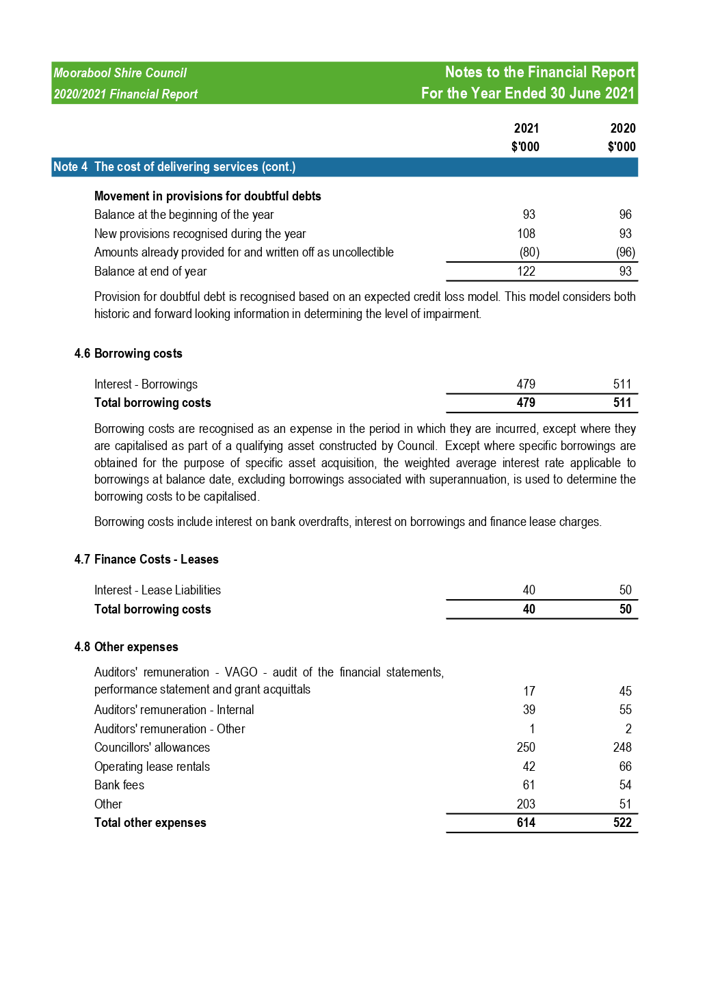 Moorabool Shire Council Notes to the Financial Report
2020/2021 Financial Report For the Year Ended 30 June 2021
2021 2020
$'000 $'000
Note 4 The cost of delivering services (cont.)
Movement in provisions for doubtful debts
Balance at the beginning of the year 93 96
New provisions recognised during the year 108 93
Amounts already provided for and written off as uncollectible (80) (96)
Balance at end of year 122 93
Provision for doubtful debt is recognised based on an expected credit loss model. This model considers both
historic and forward looking information in determining the level of impairment.
4.6 Borrowing costs
Interest - Borrowings 479 511
Total borrowing costs 479 511
Borrowing costs are recognised as an expense in the period in which they are incurred, except where they
are capitalised as part of a qualifying asset constructed by Council. Except where specific borrowings are
obtained for the purpose of specific asset acquisition, the weighted average interest rate applicable to
borrowings at balance date, excluding borrowings associated with superannuation, is used to determine the
borrowing costs to be capitalised.
Borrowing costs include interest on bank overdrafts, interest on borrowings and finance lease charges.
4.7 Finance Costs - Leases
Interest - Lease Liabilities 40 50
Total borrowing costs 40 50
4.8 Other expenses
Auditors' remuneration - VAGO - audit of the financial statements,
performance statement and grant acquittals 17 45
Auditors' remuneration - Internal 39 55
Auditors' remuneration - Other 1 2
Councillors' allowances 250 248
Operating lease rentals 42 66
Bank fees 61 54
Other 203 51
Total other expenses 614 522